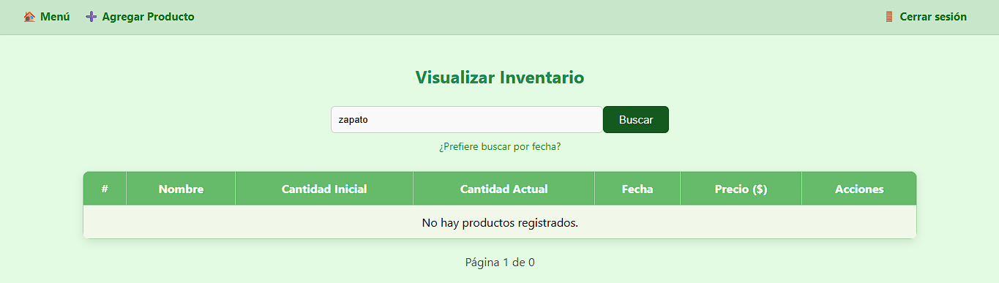 Menú Agregar Producto Cerrar sesión
Visualizar Inventario
zapato Buscar
¿Prefiere buscar por fecha?
# Nombre Cantidad Inicial Cantidad Actual Fecha Precio ($) Acciones
No hay productos registrados.
Página 1 de 0